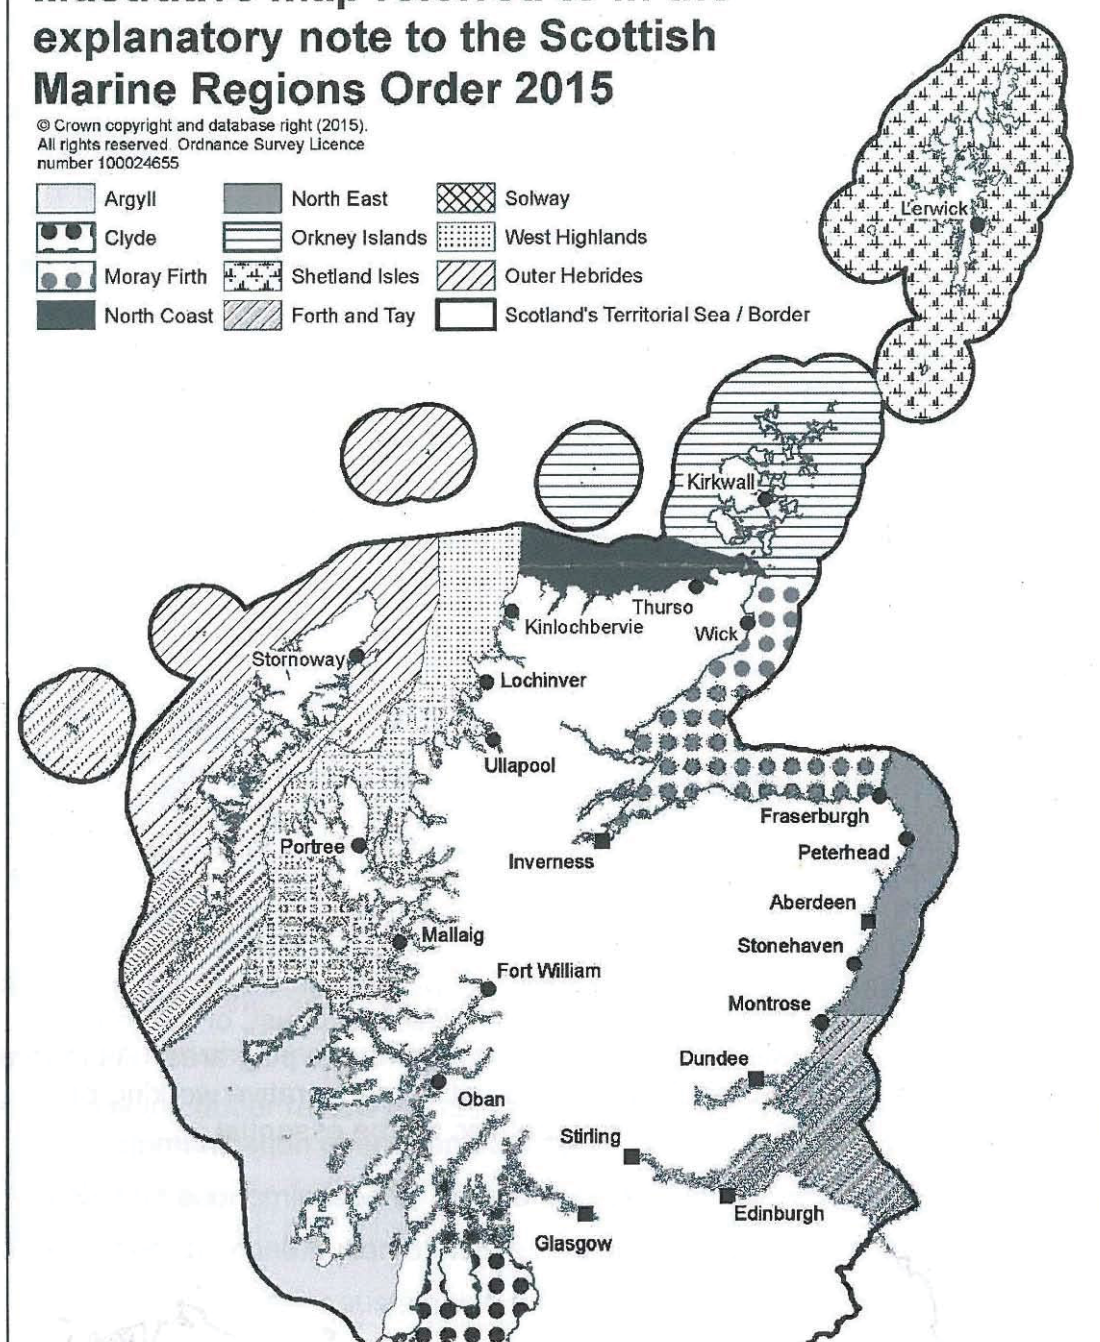 explanatory note to the Scottish
Marine Regions Order 2015
© Crown copyright and database right (2015).
All rights reserved. Ordnance Survey Licence
number 100024655
Argyll
North East
Solway
Clyde
Orkney Islands
West Highlands
Moray Firth
Shetland Isles
Outer Hebrides
North Coast
Forth and Tay
Scotland's Territorial Sea / Border
Lerwick
Kirkwall
Thurso
Kinlochbervie
Wick
Stornoway
Lochinver
Ullapool
Fraserburgh
Portree
Inverness
Peterhead
Aberdeen
Mallaig
Stonehaven
Fort William
Montrose
Dundee
Oban
Stirling
Edinburgh
Glasgow